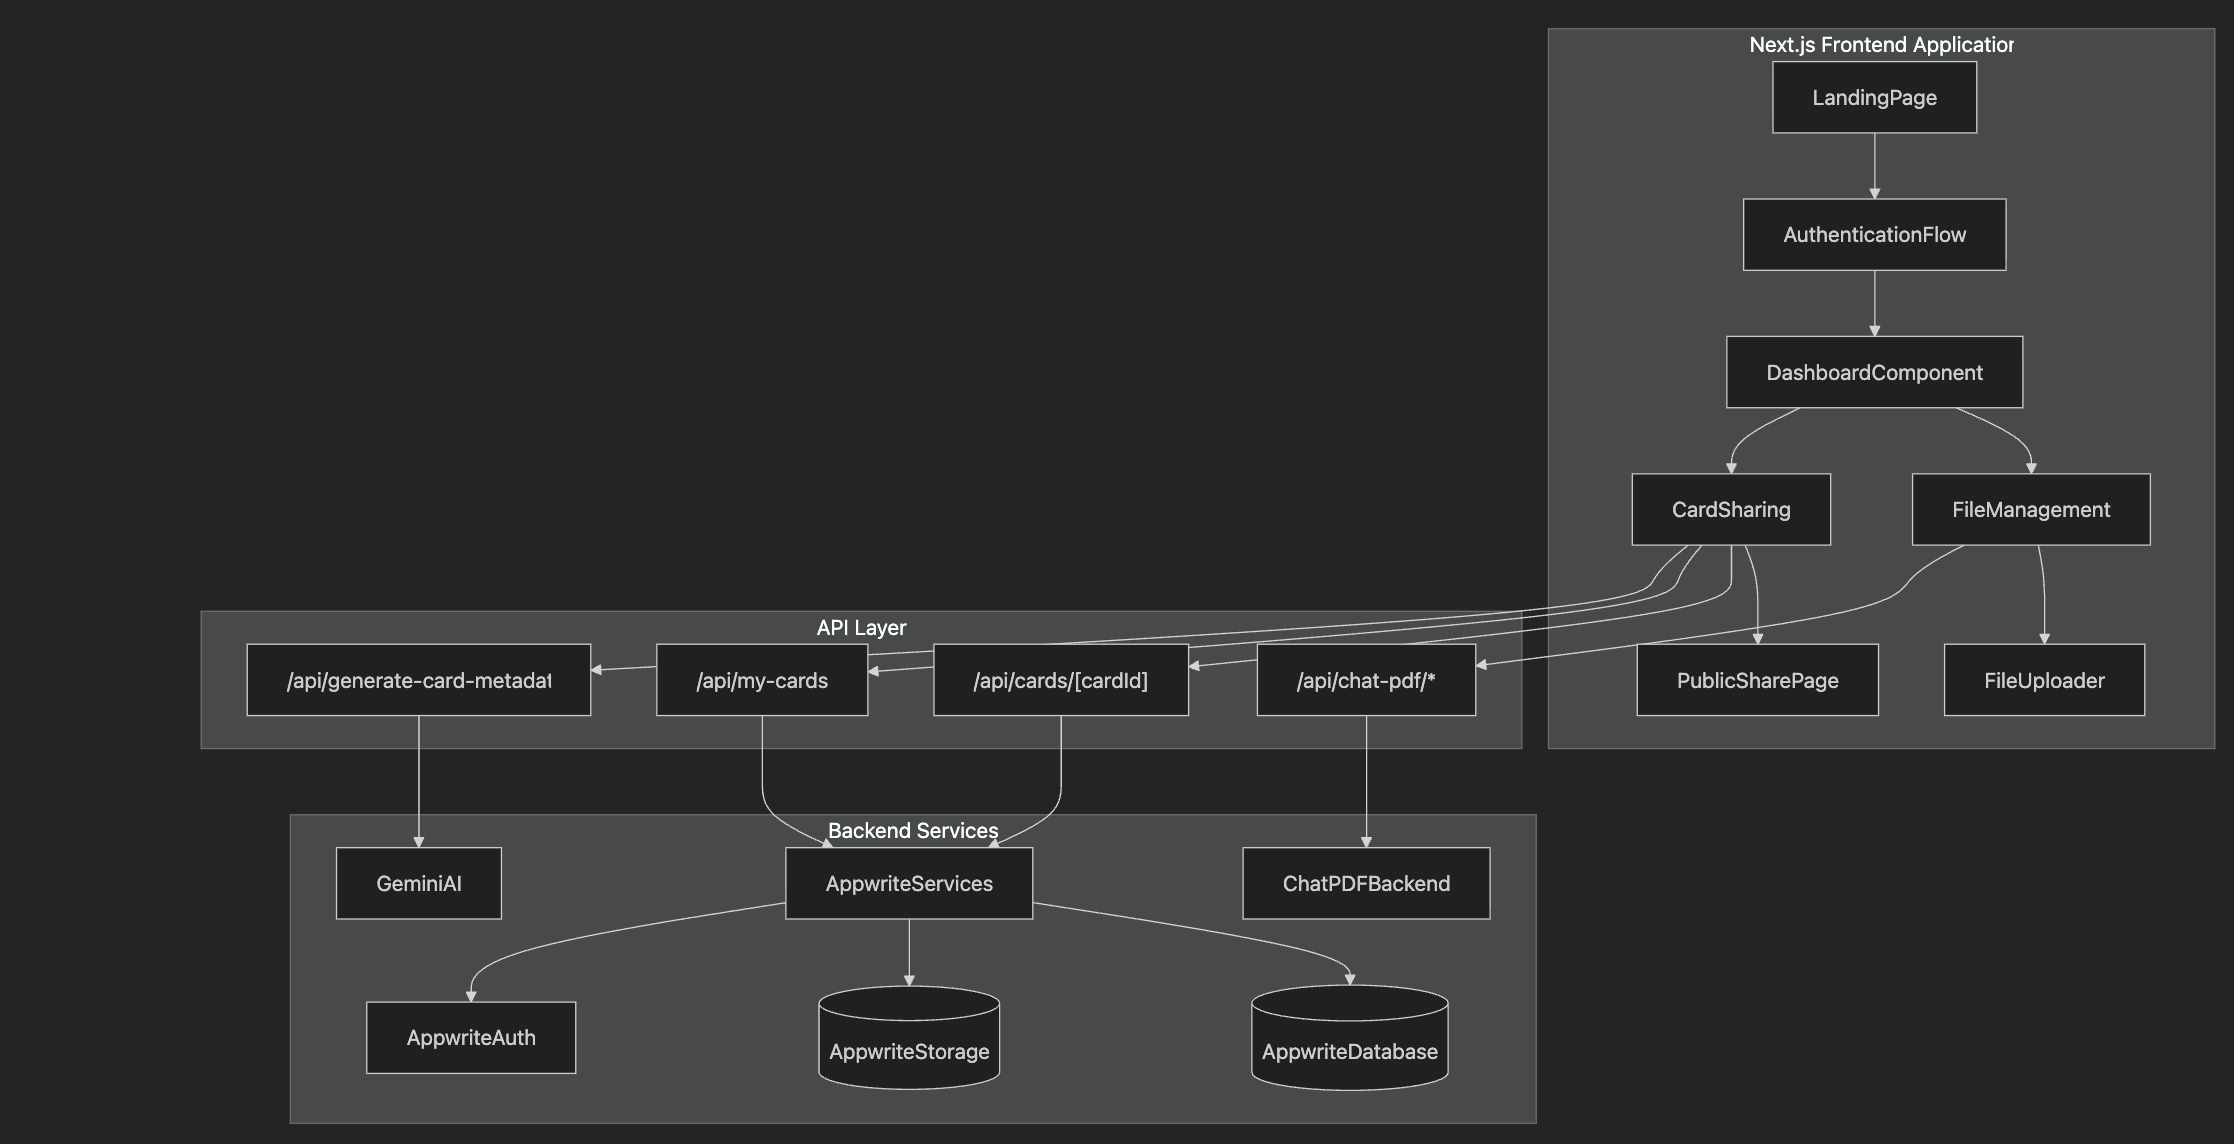 Next.js Frontend Application
LandingPage
AuthenticationFlow
DashboardComponent
CardSharing
FileManagement
PublicSharePage
FileUploader
API Layer
/api/generate-card-metadat
/api/my-cards
/api/cards/[cardId]
/api/chat-pdf/*
Backend Services
GeminiAI
AppwriteServices
ChatPDFBackend
AppwriteAuth
AppwriteStorage
AppwriteDatabase